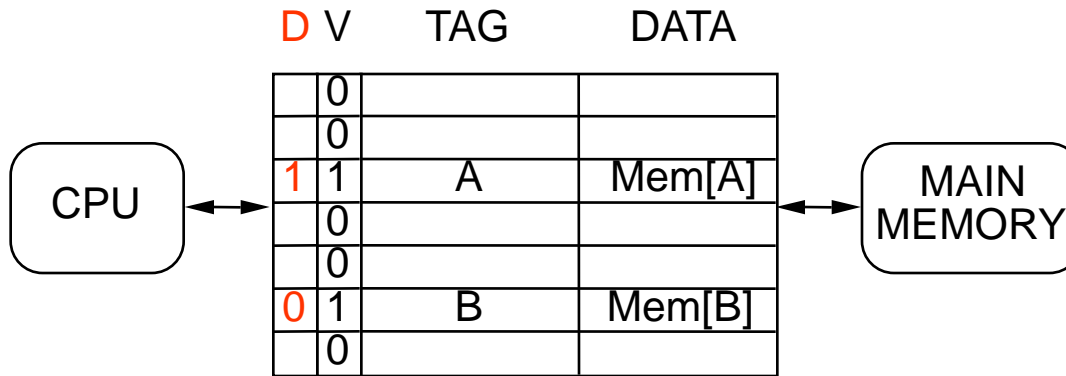 D V TAG DATA
0
0
1 1 A Mem[A]
CPU
MAIN
MEMORY
0
0
0 1 B Mem[B]
0